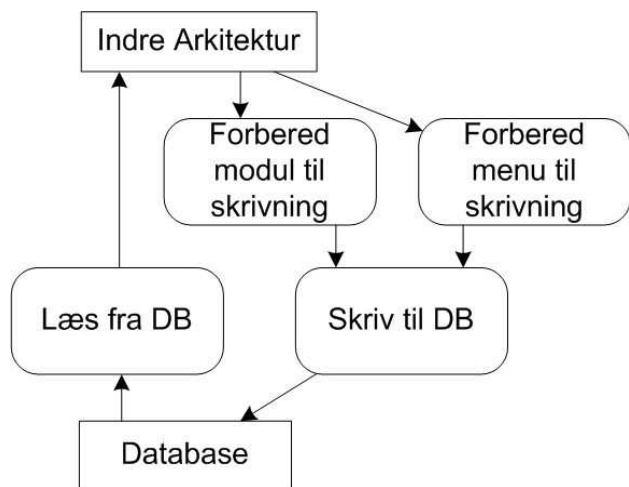 Indre Arkitektur
Forbered
modul til
skrivning
Forbered
menu til
skrivning
Læs fra DB
Skriv til DB
Database